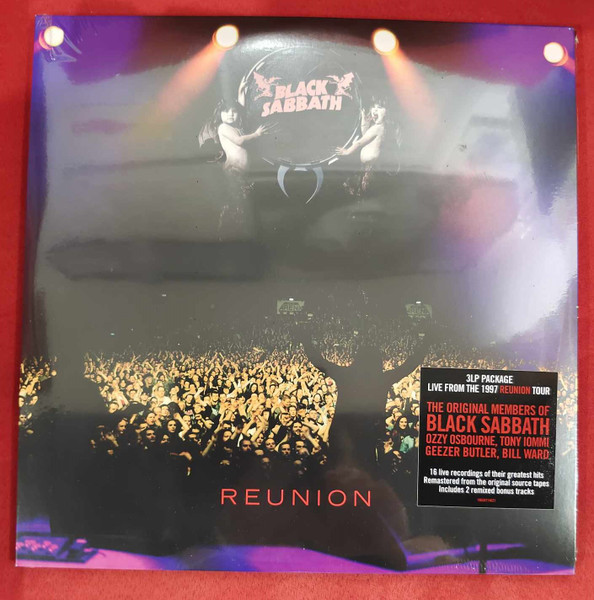 BLACK
SABBATH
3LP PACKAGE
LIVE FROM THE 1997 REUNION TOUR
THE ORIGINAL MEMBERS OF
BLACK SABBATH
OZZY OSBOURNE, TONY IOMMI
GEEZER BUTLER, BILL WARD
16 live recordings of their greatest hits
Remastered from the original source tapes
Includes 2 remixed bonus tracks
REUNION